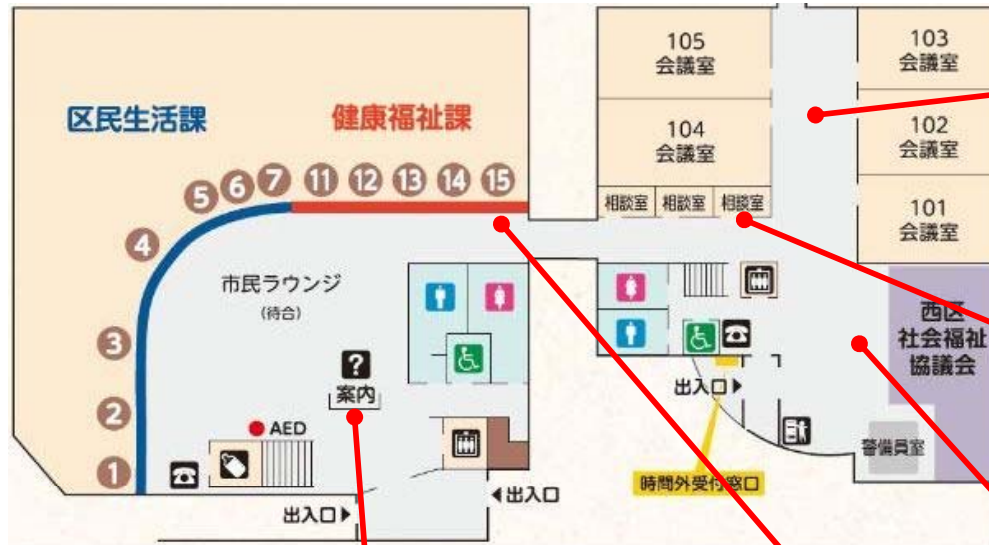 区民生活課
健康福祉課
1
2
3
4
5
6
7
11
12
13
14
15
市民ラウンジ
(待合)
?
案内
AED
出入口
出入口
105
会議室
104
会議室
相談室
相談室
相談室
103
会議室
102
会議室
101
会議室
西区
社会福祉
協議会
出入口
時間外受付窓口
警備員室